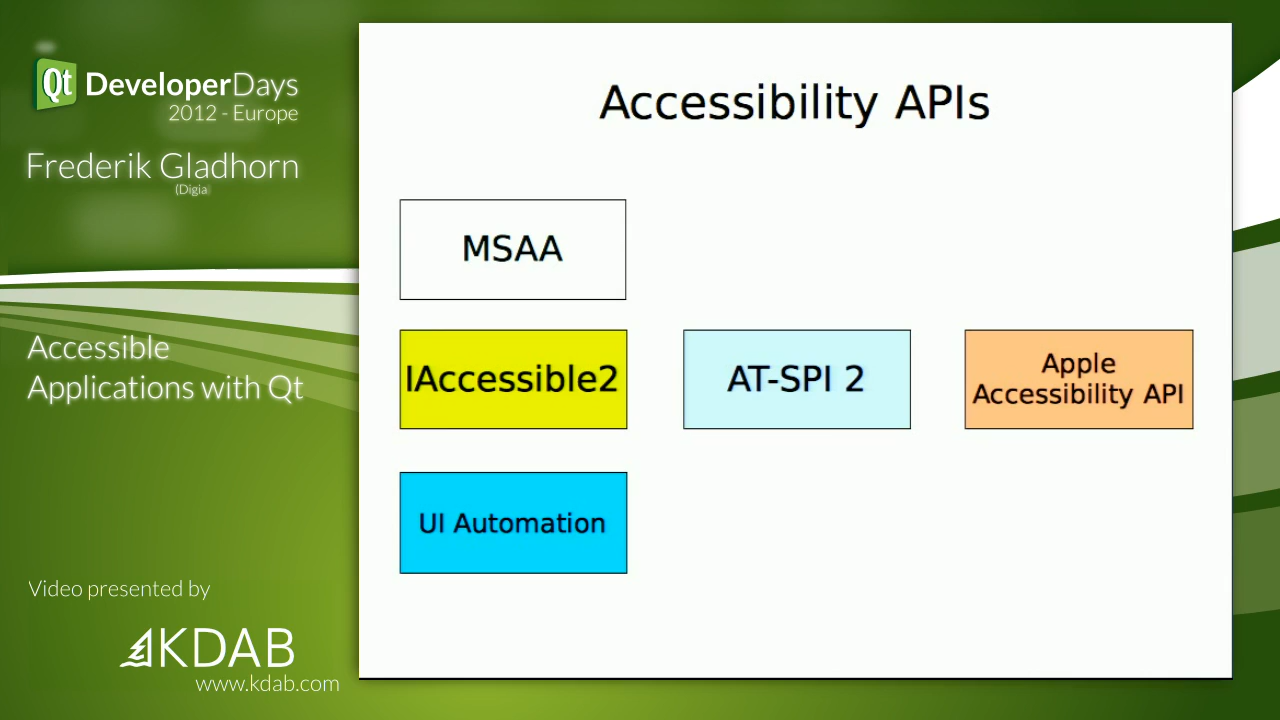 Qt DeveloperDays
2012 - Europe
Frederik Gladhorn
(Digia
Accessible
Applications with Qt
Video presented by
KDAB
www.kdab.com
Accessibility APIs
MSAA
IAccessible2
AT-SPI 2
Apple
Accessibility API
UI Automation